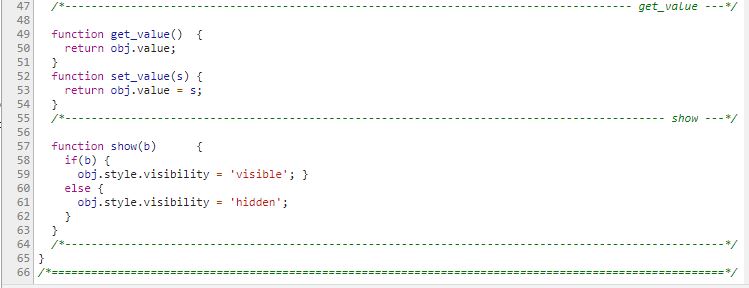 47 /*------------------------------------------------------------------------------------- get_value ---*/
48
49 function get_value() {
50 return obj.value;
51 }
52 function set_value(s) {
53 return obj.value = s;
54 }
55 /*------------------------------------------------------------------------------------------ show ---*/
56
57 function show(b) {
58 if(b) {
59 obj.style.visibility = 'visible'; }
60 else {
61 obj.style.visibility = 'hidden';
62 }
63 }
64 /*---------------------------------------------------------------------------------------------------*/
65 }
66 /*=====================================================================================================*/